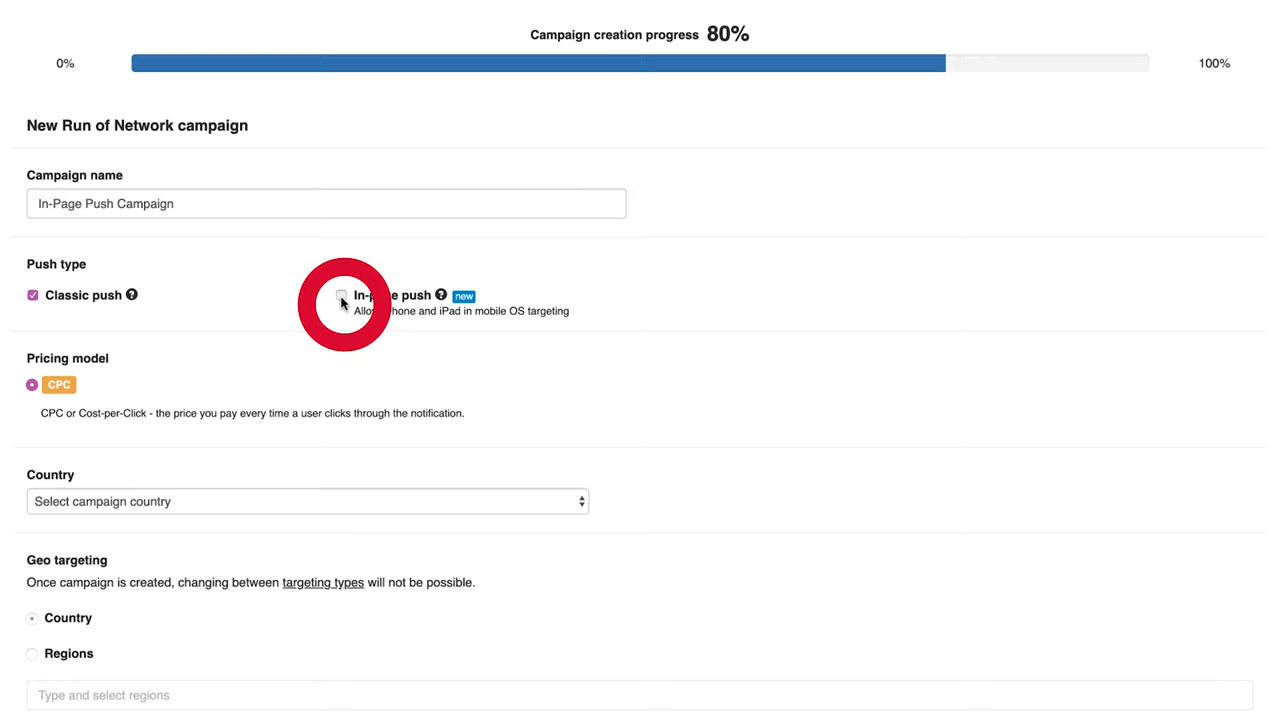 Campaign creation progress 80%
0%
100%
New Run of Network campaign
Campaign name
In-Page Push Campaign
Push type
Classic push
In-p e push new
Allo hone and iPad in mobile OS targeting
Pricing model
CPC
CPC or Cost-per-Click - the price you pay every time a user clicks through the notification.
Country
Select campaign country
Geo targeting
Once campaign is created, changing between targeting types will not be possible.
Country
Regions
Type and select regions